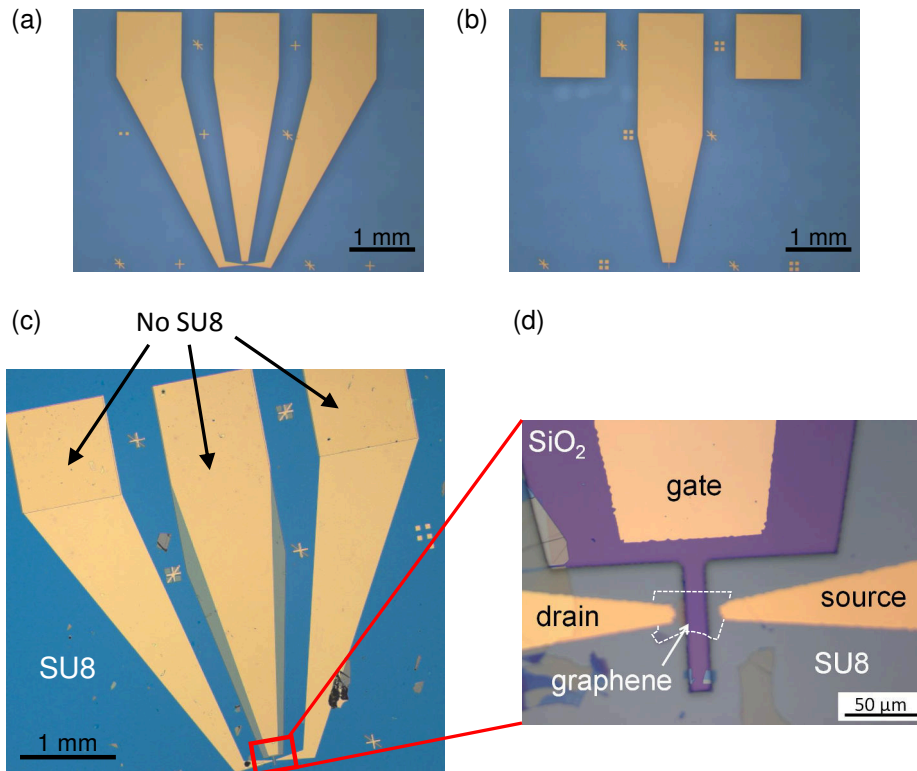 (a)
1 mm
(b)
1 mm
(c)
No SU8
SU8
1 mm
(d)
SiO₂
gate
drain
source
graphene
SU8
50 µm